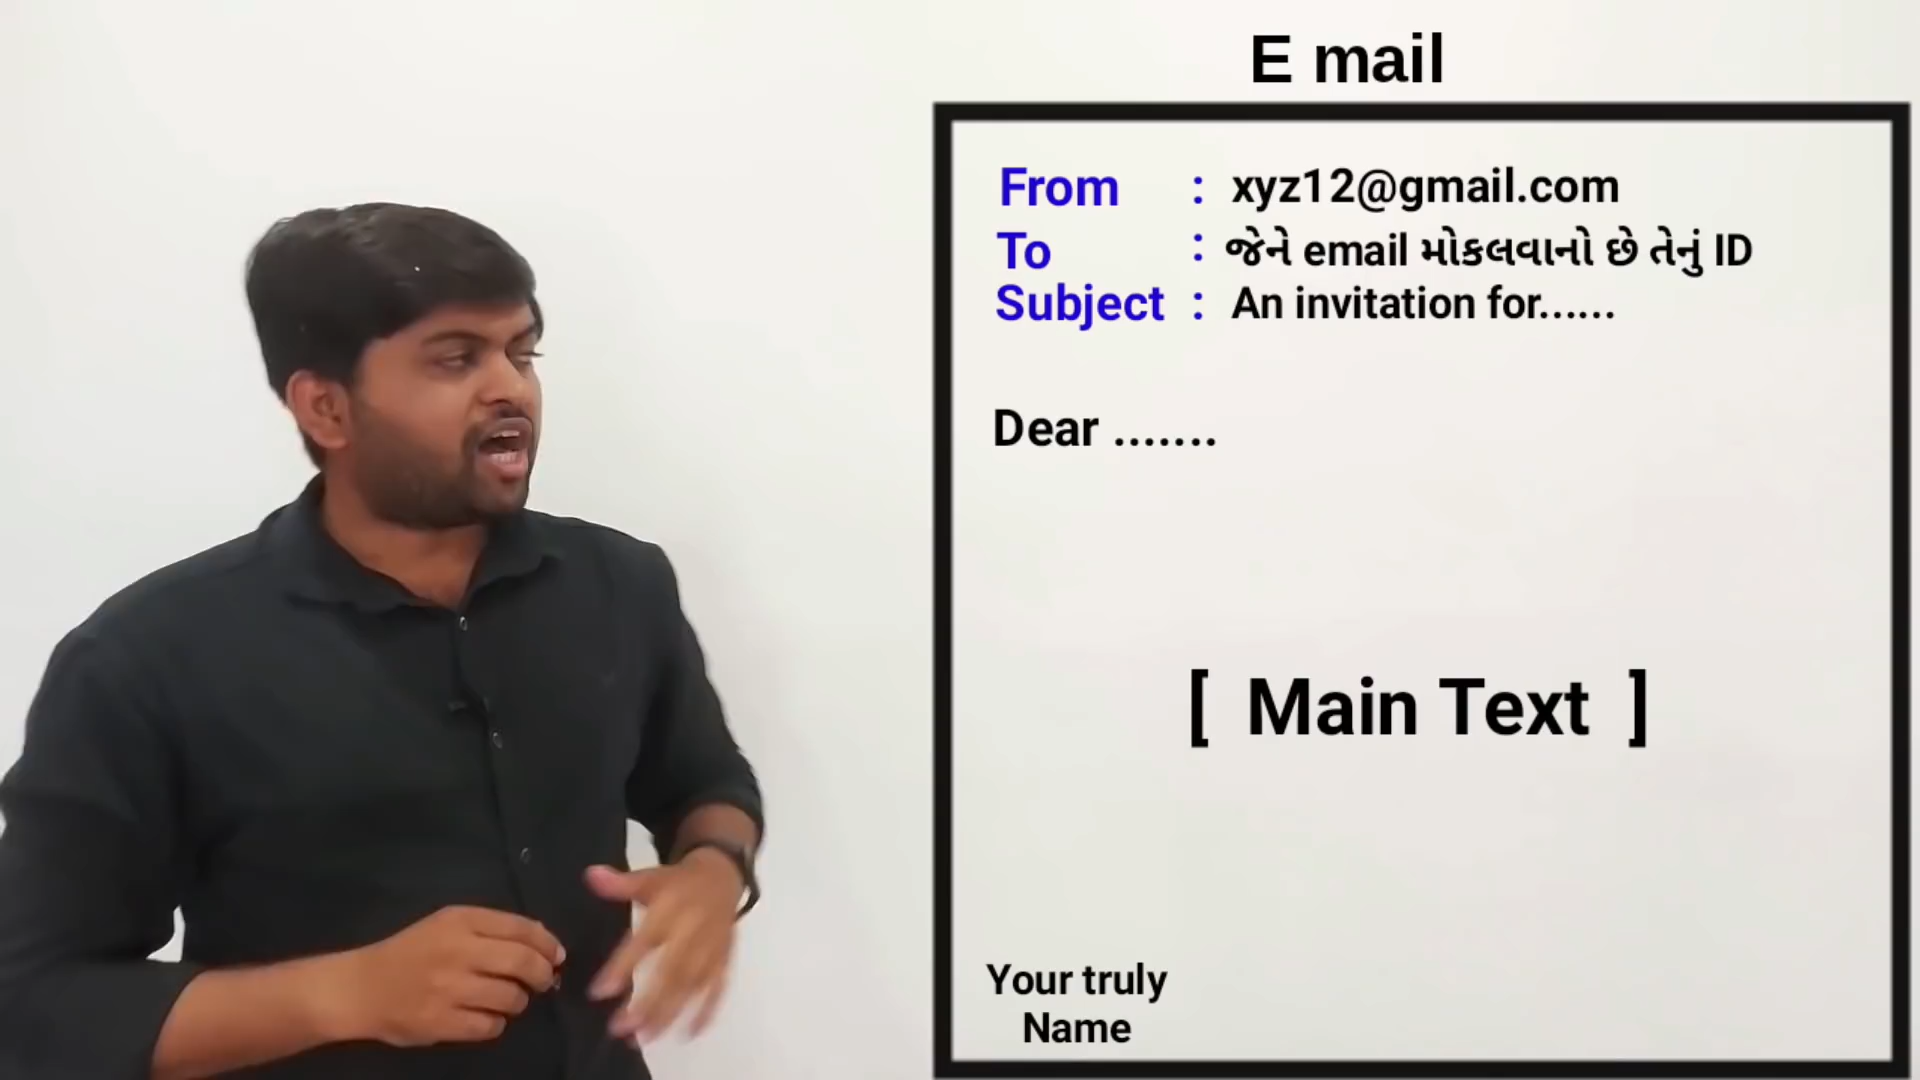 E mail
From : xyz12@gmail.com
To : જેને email મોકલવાનો છે તેનું ID
Subject : An invitation for......
Dear .......
[ Main Text ]
Your truly
Name